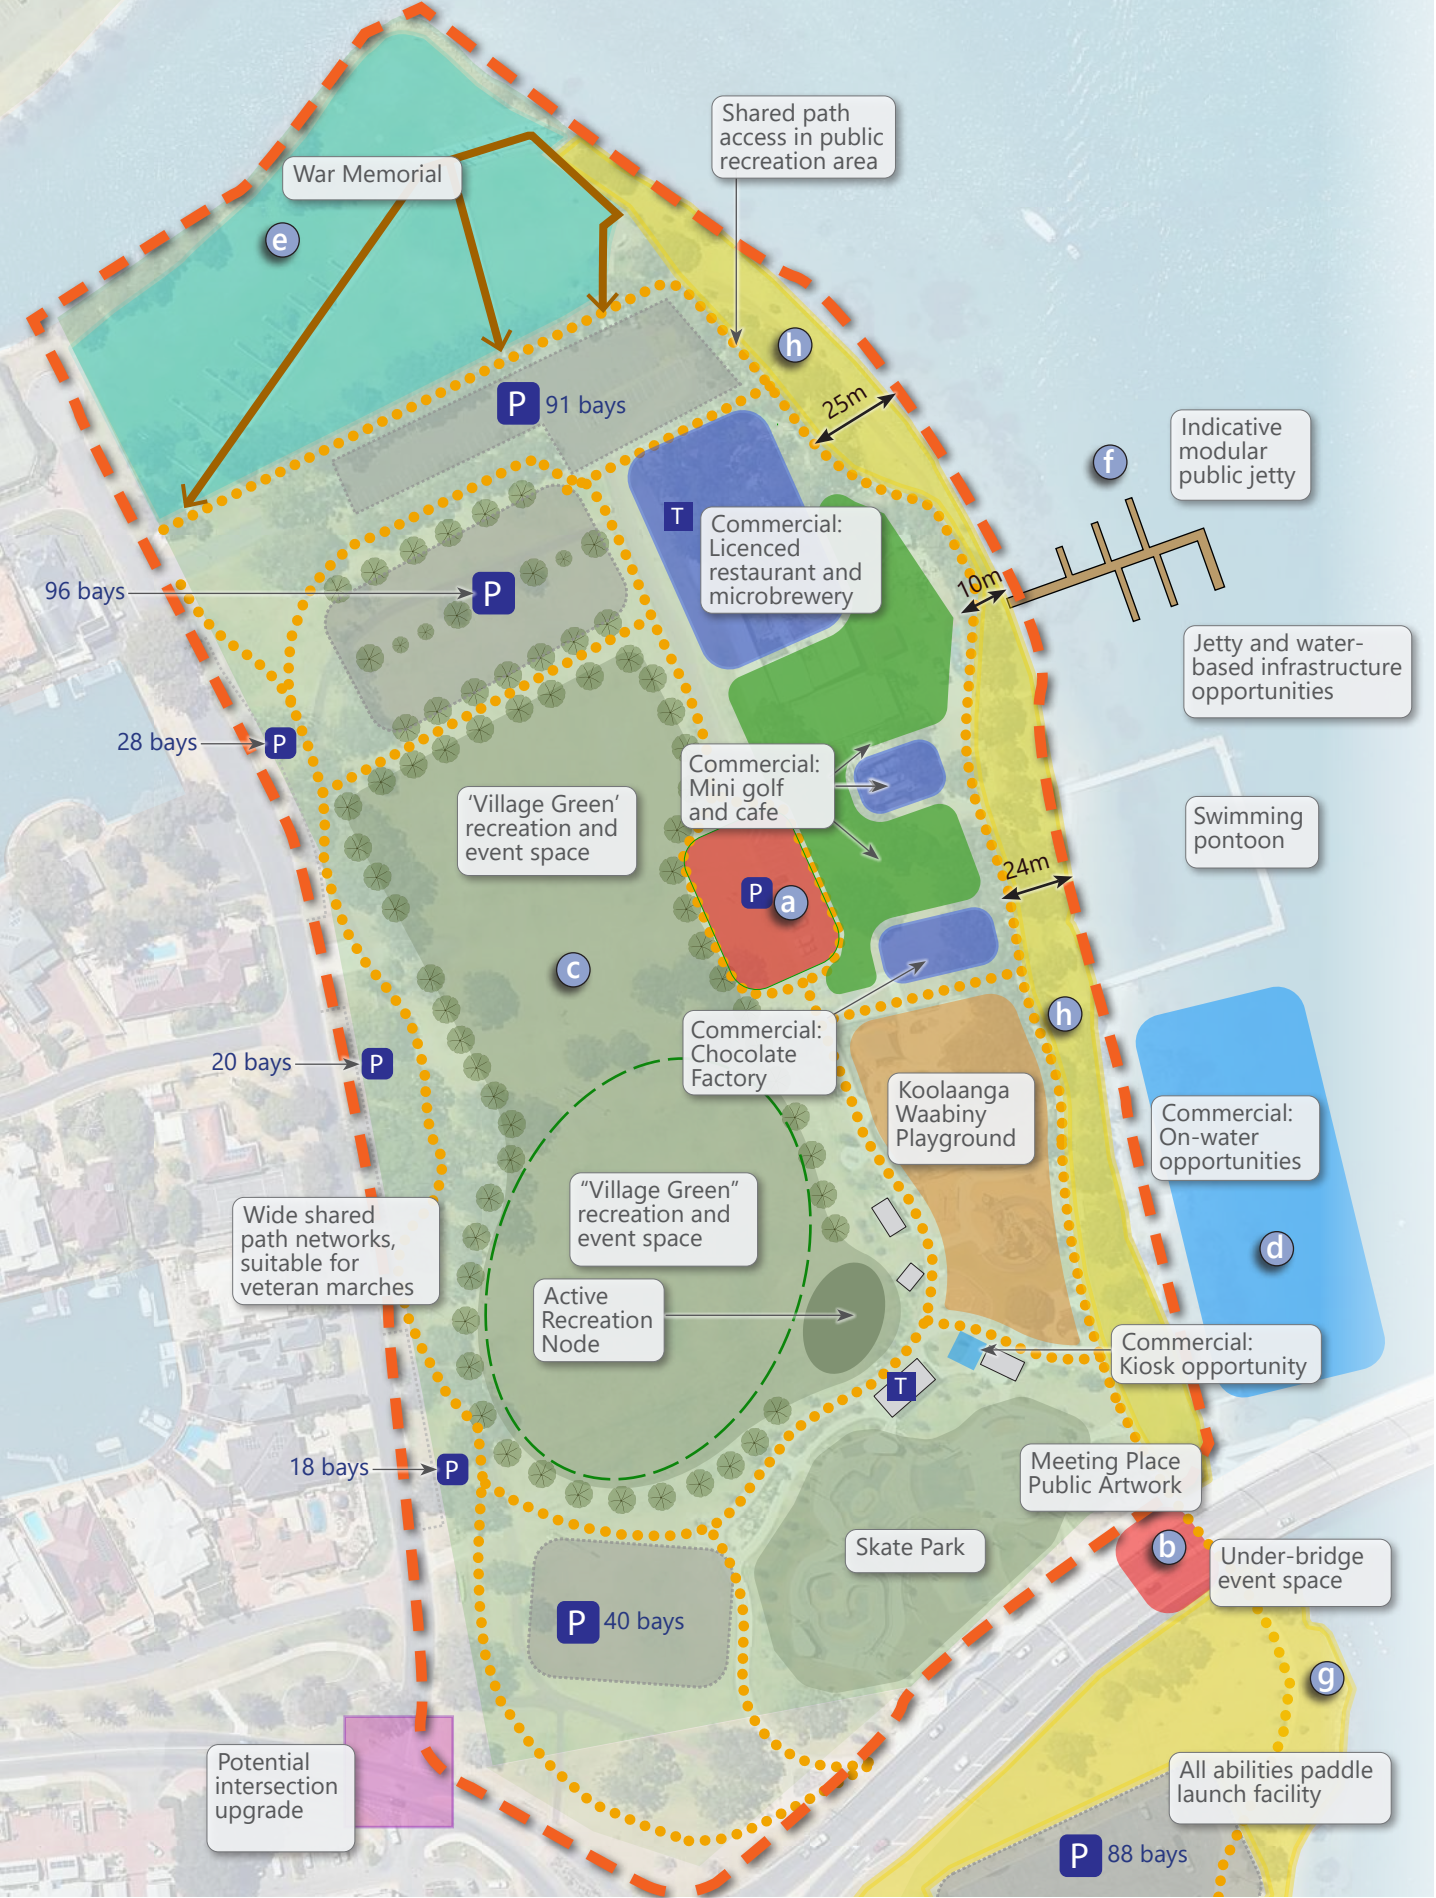 Shared path
access in public
recreation area
War Memorial
e
h
25m
P 91 bays
Indicative
modular
public jetty
f
T
Commercial:
Licenced
restaurant and
microbrewery
10m
96 bays
P
Jetty and water-
based infrastructure
opportunities
28 bays
P
Commercial:
Mini golf
and cafe
‘Village Green’
recreation and
event space
Swimming
pontoon
24m
P
a
c
h
Commercial:
Chocolate
Factory
20 bays
P
Koolaanga
Waabiny
Playground
Commercial:
On-water
opportunities
d
Wide shared
path networks,
suitable for
veteran marches
“Village Green”
recreation and
event space
Active
Recreation
Node
Commercial:
Kiosk opportunity
T
18 bays
P
Meeting Place
Public Artwork
Skate Park
b
Under-bridge
event space
P 40 bays
g
Potential
intersection
upgrade
All abilities paddle
launch facility
P 88 bays